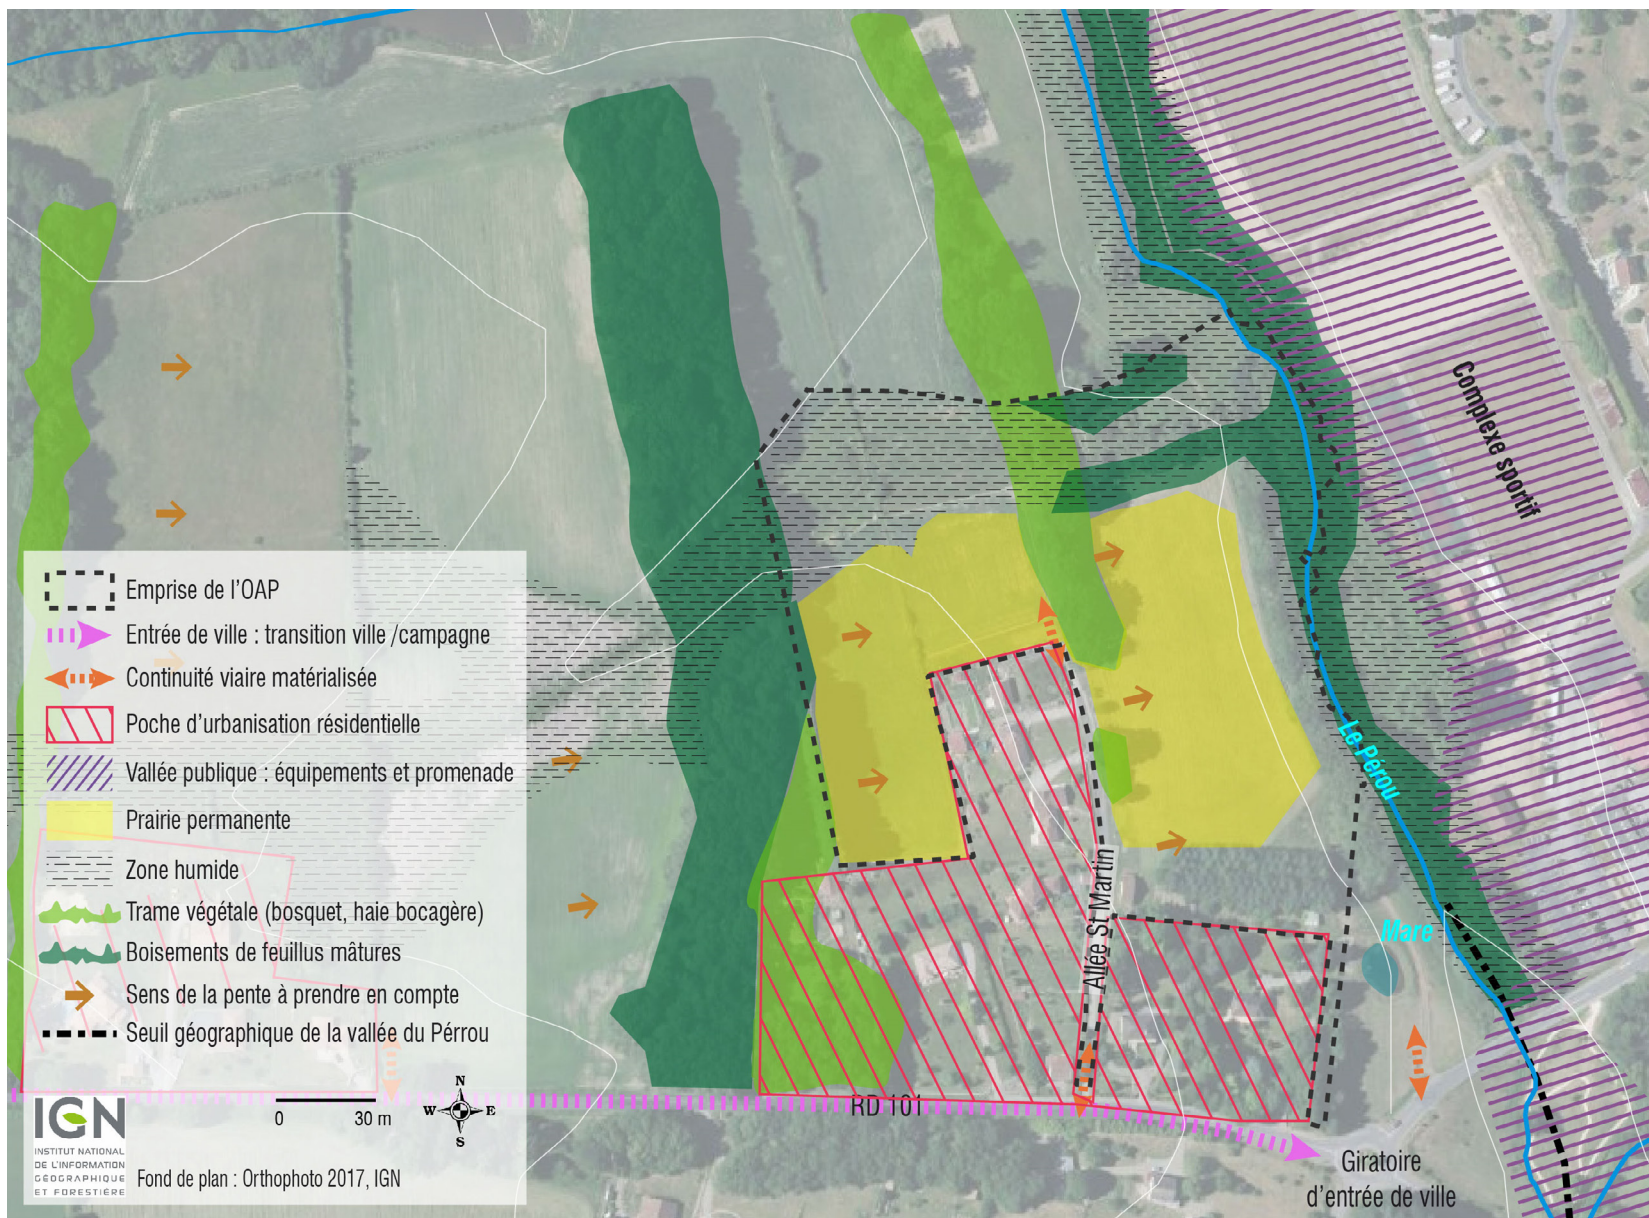 Complexe sportif
Emprise de l'OAP
Entrée de ville : transition ville /campagne
Continuité viaire matérialisée
Poche d'urbanisation résidentielle
Vallée publique : équipements et promenade
Prairie permanente
Zone humide
Trame végétale (bosquet, haie bocagère)
Boisements de feuillus mâtures
Sens de la pente à prendre en compte
Seuil géographique de la vallée du Pérrou
Le Pérou
Mare
Allée St Martin
RD 101
Giratoire
d'entrée de ville
IGN
INSTITUT NATIONAL
DE L'INFORMATION
GÉOGRAPHIQUE
ET FORESTIÈRE
0 30 m
N
W E
S
Fond de plan : Orthophoto 2017, IGN